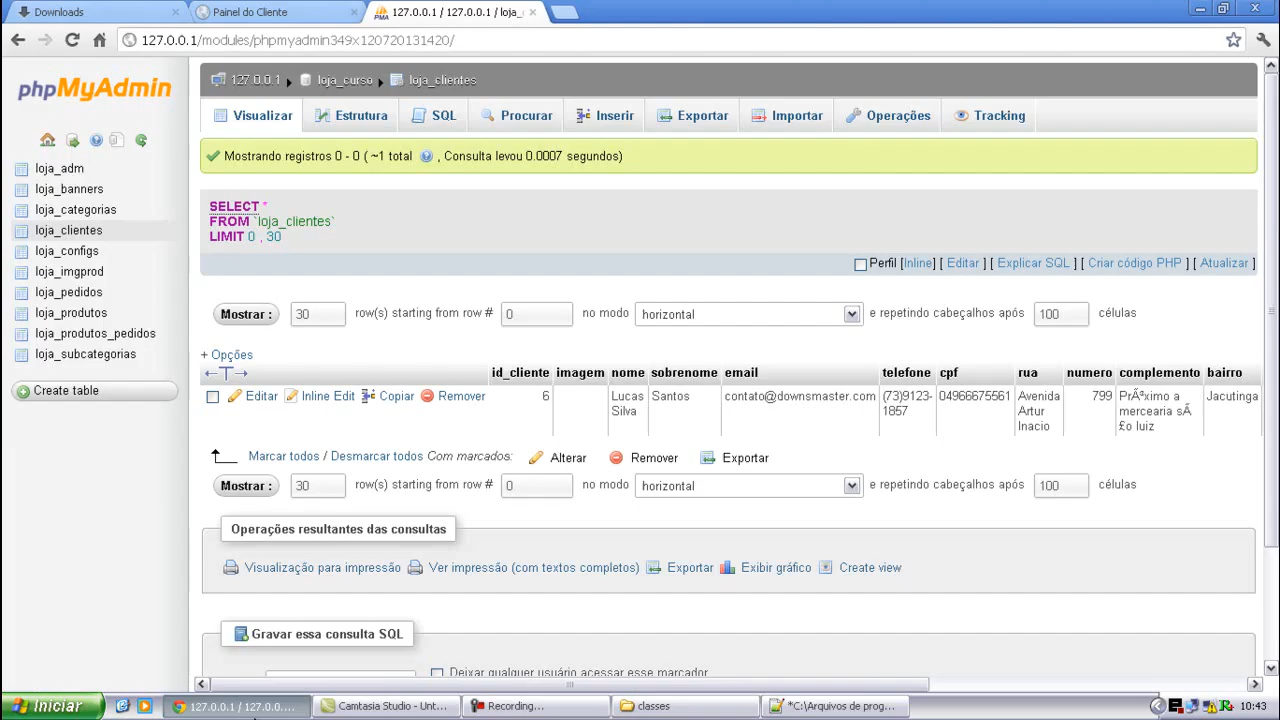 Downloads
Painel do Cliente
127.0.0.1 / 127.0.0.1 / loja_
127.0.0.1/modules/phpmyadmin349x120720131420/
phpMyAdmin
127.0.0.1 loja_curso loja_clientes
Visualizar Estrutura SQL Procurar Inserir Exportar Importar Operações Tracking
Mostrando registros 0 - 0 ( ~1 total , Consulta levou 0.0007 segundos)
loja_adm
loja_banners
loja_categorias
loja_clientes
loja_configs
loja_imgprod
loja_pedidos
loja_produtos
loja_produtos_pedidos
loja_subcategorias
Create table
SELECT *
FROM `loja_clientes`
LIMIT 0 , 30
Perfil [Inline] [ Editar ] [ Explicar SQL ] [ Criar código PHP ] [ Atualizar ]
Mostrar : 30 row(s) starting from row # 0 no modo horizontal e repetindo cabeçalhos após 100 células
+ Opções
id_cliente imagem nome sobrenome email telefone cpf rua numero complemento bairro
Editar Inline Edit Copiar Remover 6 Lucas Santos contato@downsmaster.com (73)9123- 04966675561 Avenida 799 PrÃªximo a Jacutinga
Silva 1857 Artur mercearia sÃ
Inacio £o luiz
Marcar todos / Desmarcar todos Com marcados: Alterar Remover Exportar
Mostrar : 30 row(s) starting from row # 0 no modo horizontal e repetindo cabeçalhos após 100 células
Operações resultantes das consultas
Visualização para impressão Ver impressão (com textos completos) Exportar Exibir gráfico Create view
Gravar essa consulta SQL
Deixar qualquer usuário acessar esse marcador
Iniciar 127.0.0.1 / 127.0.0.... Camtasia Studio - Unt... Recording... classes *C:\Arquivos de prog... 10:43